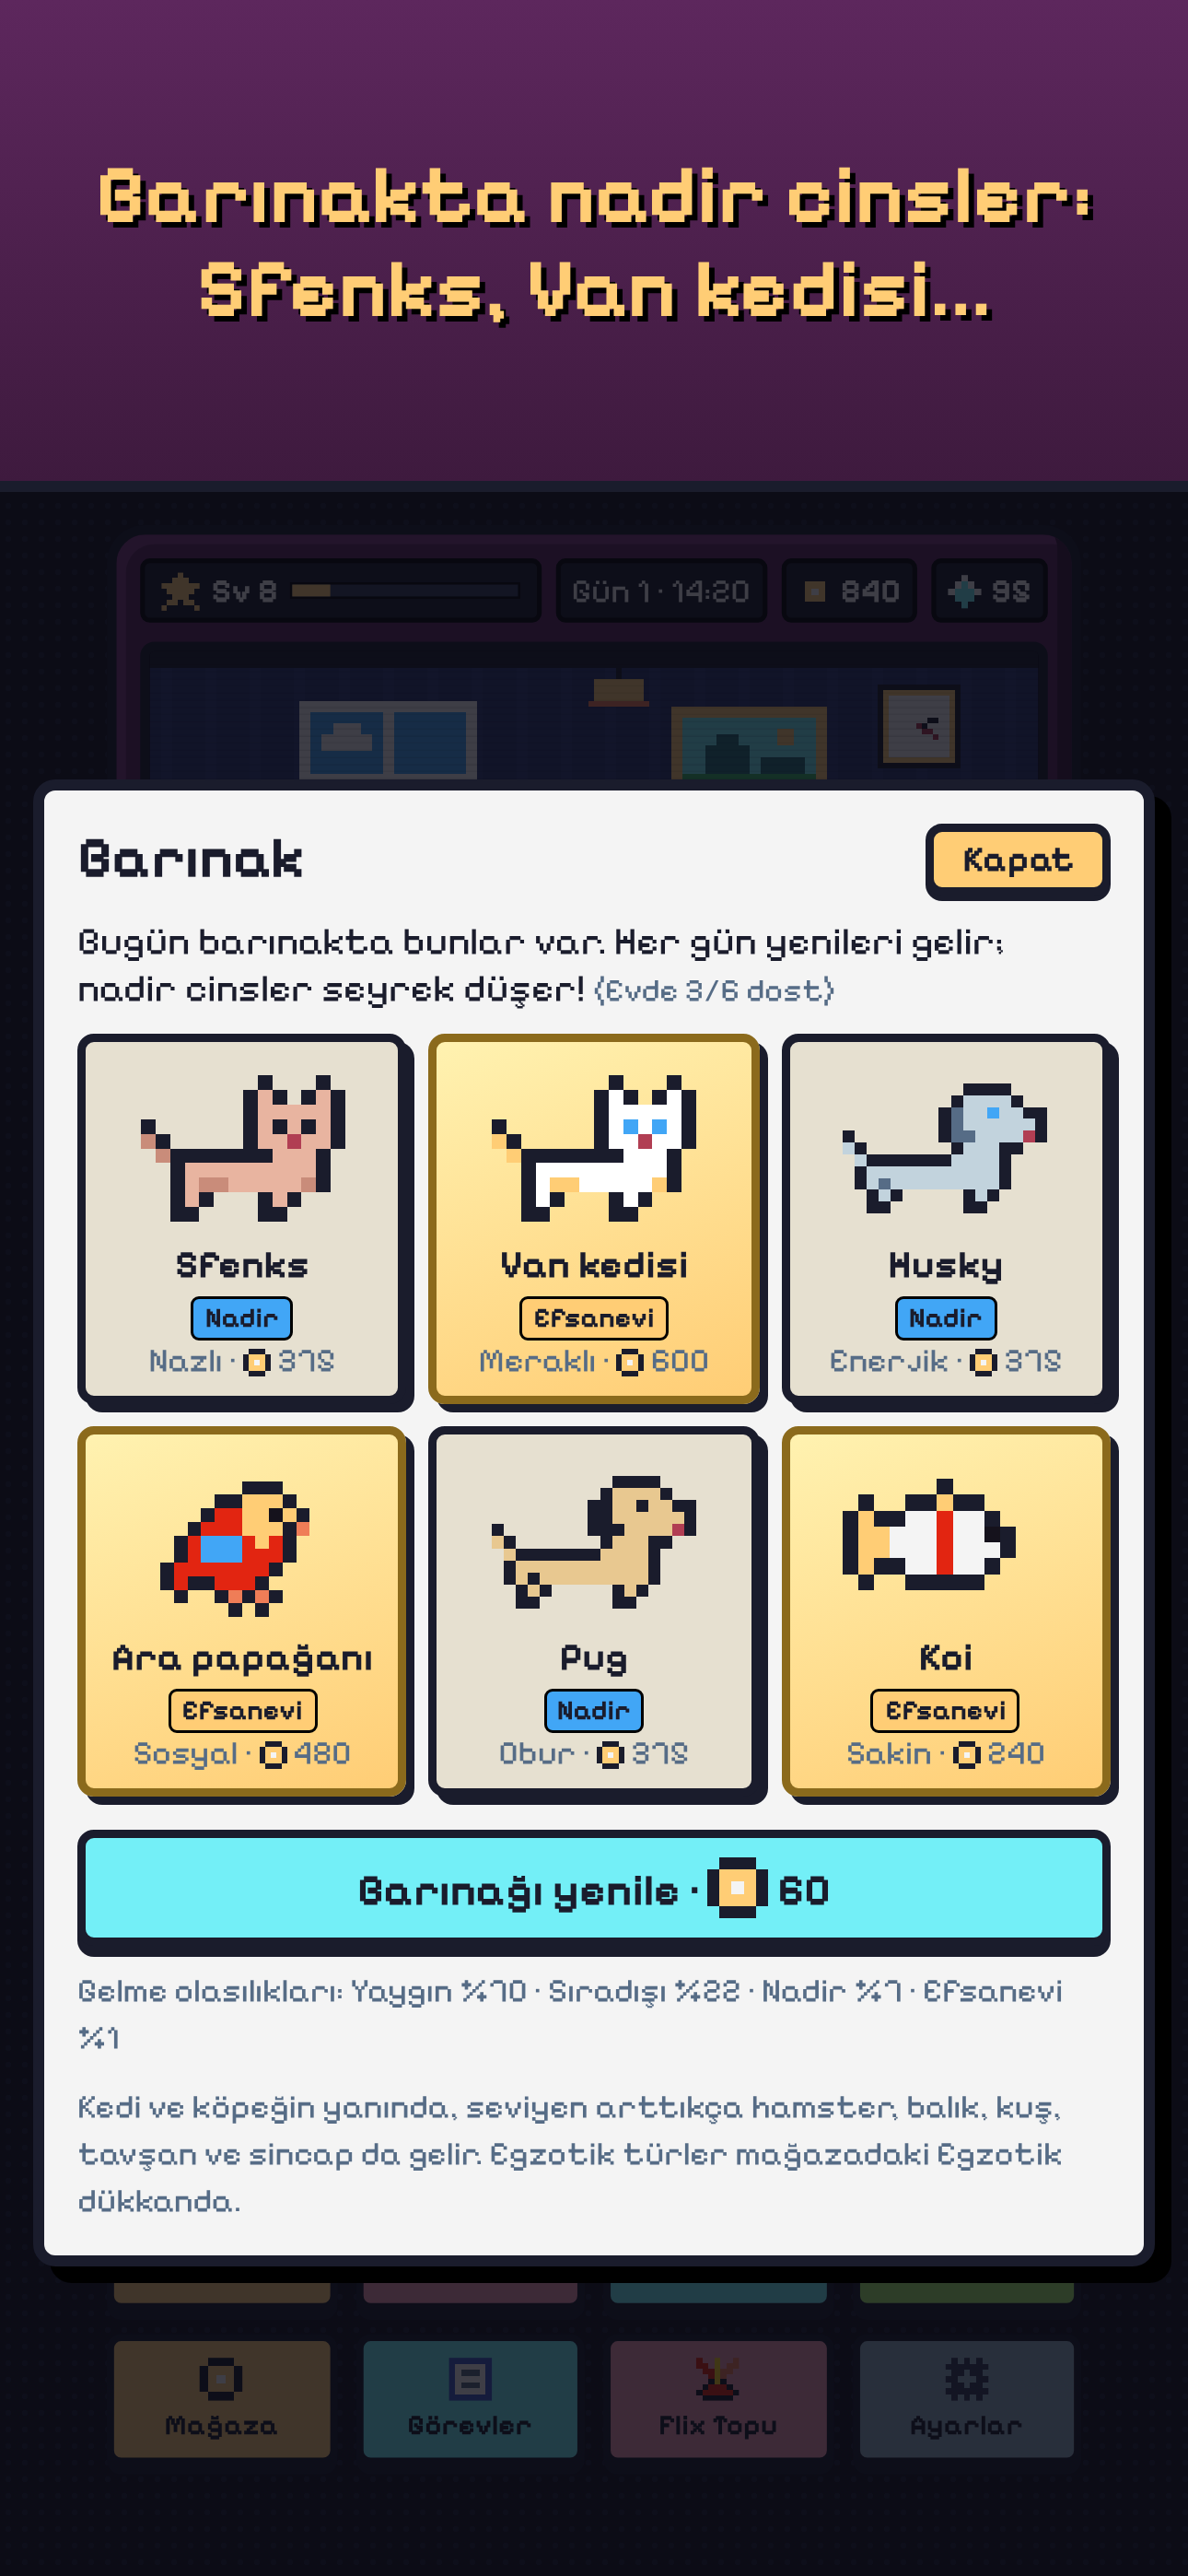 Barınakta nadir cinsler:
Sfenks, Van kedisi...
Sv 8
Gün 1 · 14:20
840
95
Barınak
Kapat
Bugün barınakta bunlar var. Her gün yenileri gelir;
nadir cinsler seyrek düşer! (Evde 3/6 dost)
Sfenks
Nadir
Nazlı · 375
Van kedisi
Efsanevi
Meraklı · 600
Husky
Nadir
Enerjik · 375
Ara papağanı
Efsanevi
Sosyal · 480
Pug
Nadir
Obur · 375
Koi
Efsanevi
Sakin · 240
Barınağı yenile · 60
Gelme olasılıkları: Yaygın %70 · Sıradışı %22 · Nadir %7 · Efsanevi
%1
Kedi ve köpeğin yanında, seviyen arttıkça hamster, balık, kuş,
tavşan ve sincap da gelir. Egzotik türler mağazadaki Egzotik
dükkanda.
Mağaza
Görevler
Flix Topu
Ayarlar